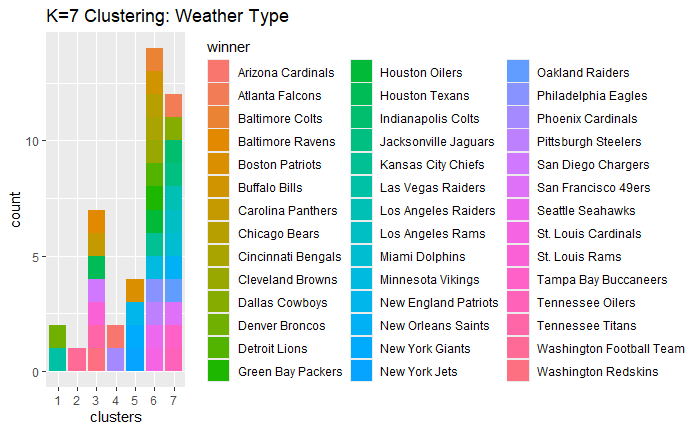 K=7 Clustering: Weather Type
count
10
5
0
1 2 3 4 5 6 7
clusters
winner
Arizona Cardinals
Atlanta Falcons
Baltimore Colts
Baltimore Ravens
Boston Patriots
Buffalo Bills
Carolina Panthers
Chicago Bears
Cincinnati Bengals
Cleveland Browns
Dallas Cowboys
Denver Broncos
Detroit Lions
Green Bay Packers
Houston Oilers
Houston Texans
Indianapolis Colts
Jacksonville Jaguars
Kansas City Chiefs
Las Vegas Raiders
Los Angeles Raiders
Los Angeles Rams
Miami Dolphins
Minnesota Vikings
New England Patriots
New Orleans Saints
New York Giants
New York Jets
Oakland Raiders
Philadelphia Eagles
Phoenix Cardinals
Pittsburgh Steelers
San Diego Chargers
San Francisco 49ers
Seattle Seahawks
St. Louis Cardinals
St. Louis Rams
Tampa Bay Buccaneers
Tennessee Oilers
Tennessee Titans
Washington Football Team
Washington Redskins